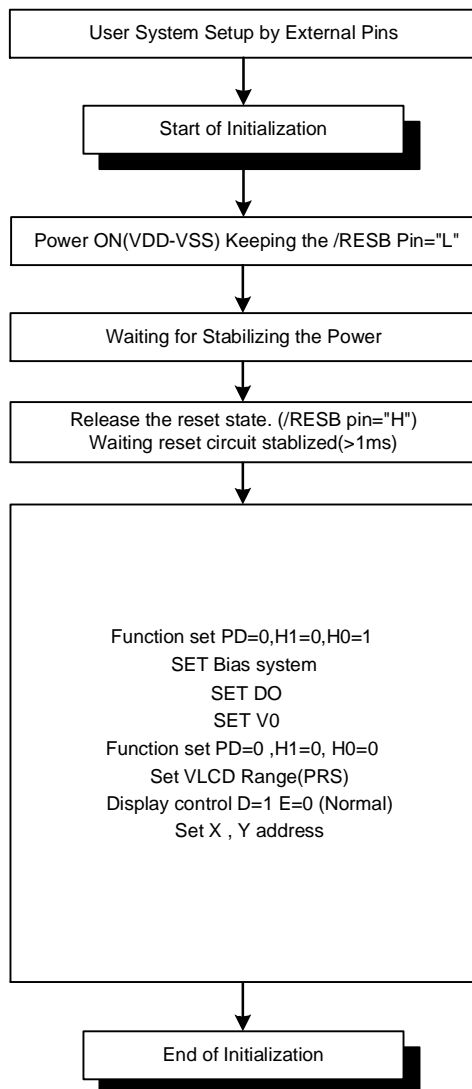 User System Setup by External Pins
Start of Initialization
Power ON(VDD-VSS) Keeping the /RESB Pin="L"
Waiting for Stabilizing the Power
Release the reset state. (/RESB pin="H")
Waiting reset circuit stablized(>1ms)
Function set PD=0,H1=0,H0=1
SET Bias system
SET DO
SET V0
Function set PD=0 ,H1=0, H0=0
Set VLCD Range(PRS)
Display control D=1 E=0 (Normal)
Set X , Y address
End of Initialization